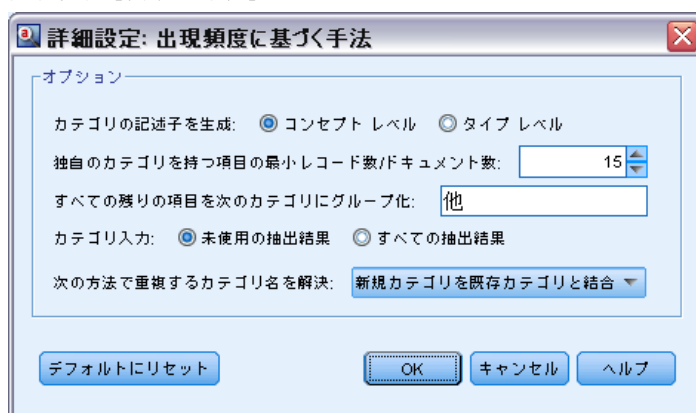 詳細設定: 出現頻度に基づく手法
オプション
カテゴリの記述子を生成: コンセプト レベル タイプ レベル
独自のカテゴリを持つ項目の最小レコード数/ドキュメント数: 15
すべての残りの項目を次のカテゴリにグループ化: 他
カテゴリ入力: 未使用の抽出結果 すべての抽出結果
次の方法で重複するカテゴリ名を解決: 新規カテゴリを既存カテゴリと結合
デフォルトにリセット OK キャンセル ヘルプ